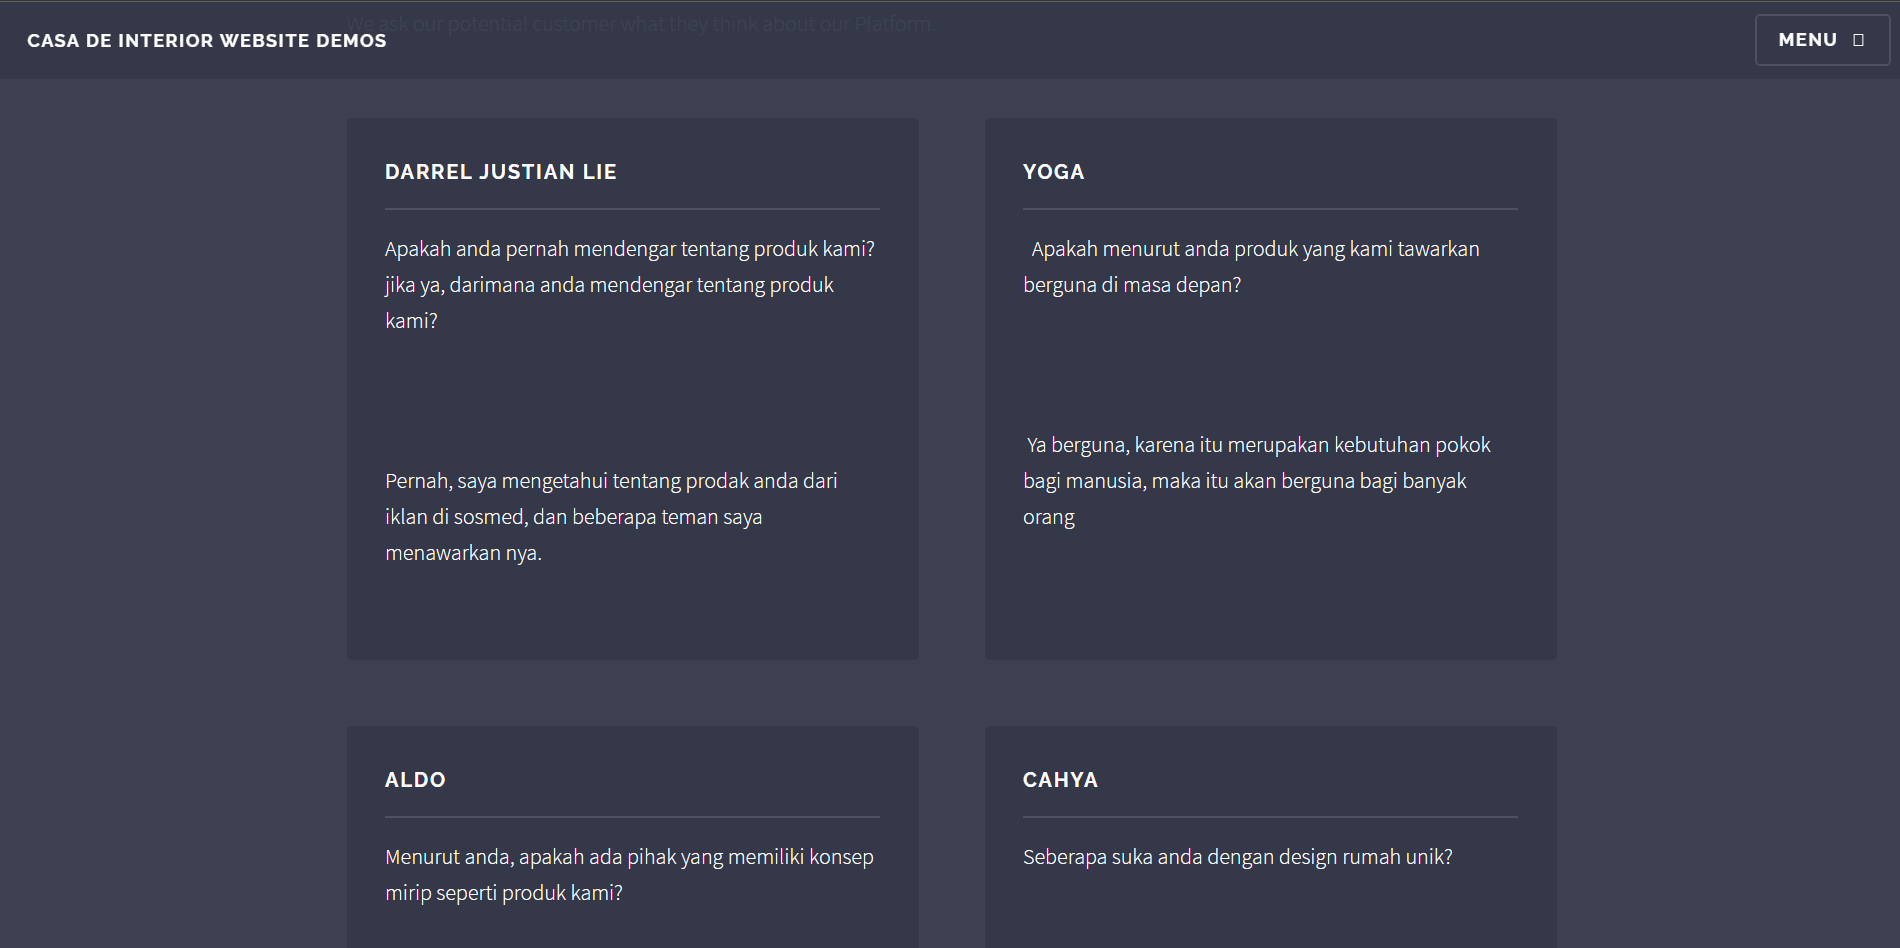 We ask our potential customer what they think about our Platform.
CASA DE INTERIOR WEBSITE DEMOS
MENU
DARREL JUSTIAN LIE
Apakah anda pernah mendengar tentang produk kami?
jika ya, darimana anda mendengar tentang produk
kami?
Pernah, saya mengetahui tentang prodak anda dari
iklan di sosmed, dan beberapa teman saya
menawarkan nya.
YOGA
Apakah menurut anda produk yang kami tawarkan
berguna di masa depan?
Ya berguna, karena itu merupakan kebutuhan pokok
bagi manusia, maka itu akan berguna bagi banyak
orang
ALDO
Menurut anda, apakah ada pihak yang memiliki konsep
mirip seperti produk kami?
CAHYA
Seberapa suka anda dengan design rumah unik?